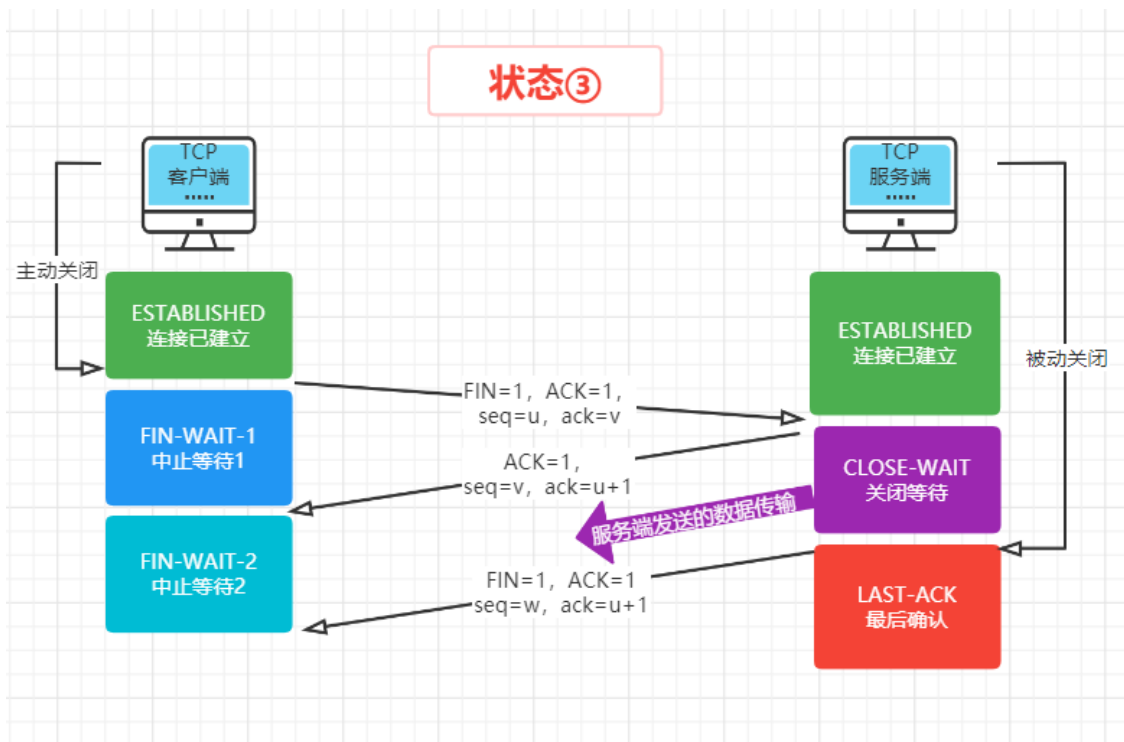 状态③
TCP
客户端
TCP
服务端
主动关闭
ESTABLISHED
连接已建立
ESTABLISHED
连接已建立
被动关闭
FIN=1, ACK=1,
seq=u, ack=v
FIN-WAIT-1
中止等待1
ACK=1,
seq=v, ack=u+1
CLOSE-WAIT
关闭等待
服务端发送的数据传输
FIN-WAIT-2
中止等待2
FIN=1, ACK=1
seq=w, ack=u+1
LAST-ACK
最后确认